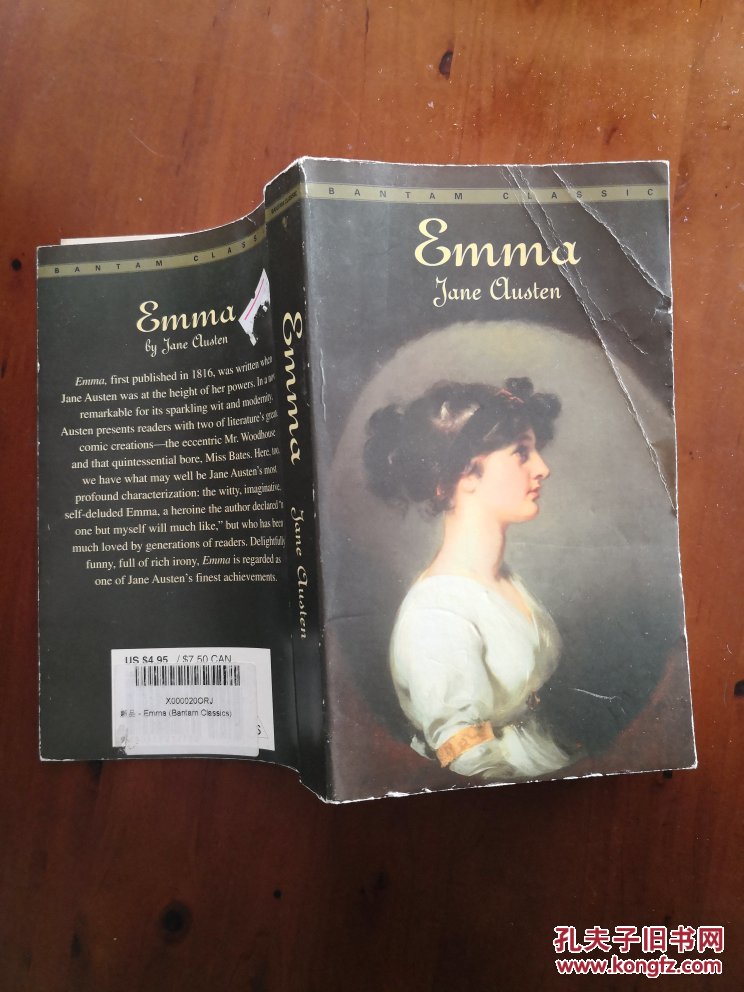 BANTAM CLASSIC
Emma
Jane Austen
BANTAM CLASSIC
Emma
Jane Austen
BANTAM CLASS
Emma
by Jane Austen
Emma, first published in 1816, was written when
Jane Austen was at the height of her powers. In a
remarkable for its sparkling wit and modernity,
Austen presents readers with two of literature's great
comic creations—the eccentric Mr. Woodhouse
and that quintessential bore, Miss Bates. Here, too,
we have what may well be Jane Austen's most
profound characterization: the witty, imaginative,
self-deluded Emma, a heroine the author declared
one but myself will much like," but who has been
much loved by generations of readers. Delightfully
funny, full of rich irony, Emma is regarded as
one of Jane Austen's finest achievements.
US $4.95 / $7.50 CAN
X000020ORJ
新品 - Emma (Bantam Classics)
S
孔夫子旧书网
www.kongfz.com